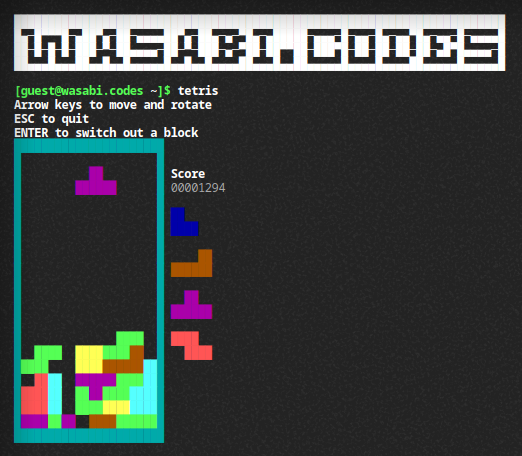 WASABI.CODES
[guest@wasabi.codes ~]$ tetris
Arrow keys to move and rotate
ESC to quit
ENTER to switch out a block
Score
00001294